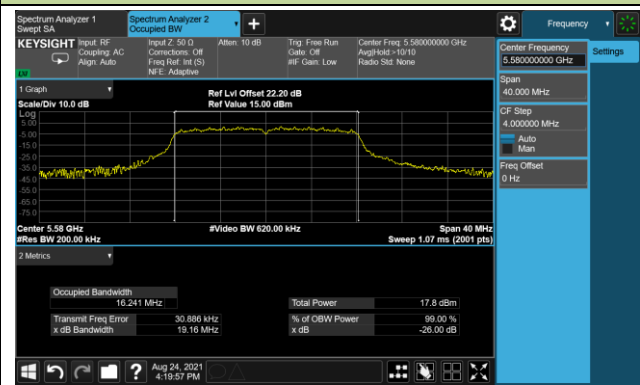 Spectrum Analyzer 1
Swept SA
Spectrum Analyzer 2
Occupied BW
+
Frequency
KEYSIGHT
Input: RF
Coupling: AC
Align: Auto
Input Z: 50 Ω
Corrections: Off
Freq Ref: Int (S)
NFE: Adaptive
Atten: 10 dB
Trig: Free Run
Gate: Off
#IF Gain: Low
Center Freq: 5.580000000 GHz
Avg|Hold:>10/10
Radio Std: None
Center Frequency
5.580000000 GHz
Settings
Span
40.000 MHz
CF Step
4.000000 MHz
Auto
Man
Freq Offset
0 Hz
1 Graph
Scale/Div 10.0 dB
Ref Lvl Offset 22.20 dB
Ref Value 15.00 dBm
Log
5.00
-5.00
-15.0
-25.0
-35.0
-45.0
-55.0
-65.0
-75.0
Center 5.58 GHz
#Video BW 620.00 kHz
Span 40 MHz
#Res BW 200.00 kHz
Sweep 1.07 ms (2001 pts)
2 Metrics
Occupied Bandwidth
16.241 MHz
Total Power 17.8 dBm
Transmit Freq Error 30.886 kHz
% of OBW Power 99.00 %
x dB Bandwidth 19.16 MHz
x dB -26.00 dB
?
Aug 24, 2021
4:19:57 PM